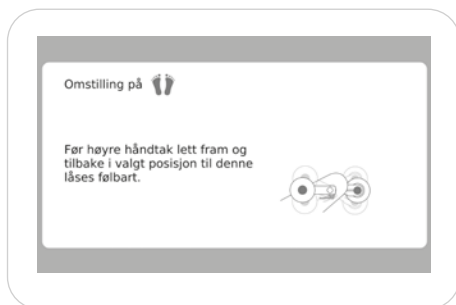 Omstilling på
Før høyre håndtak lett fram og
tilbake i valgt posisjon til denne
låses følbart.